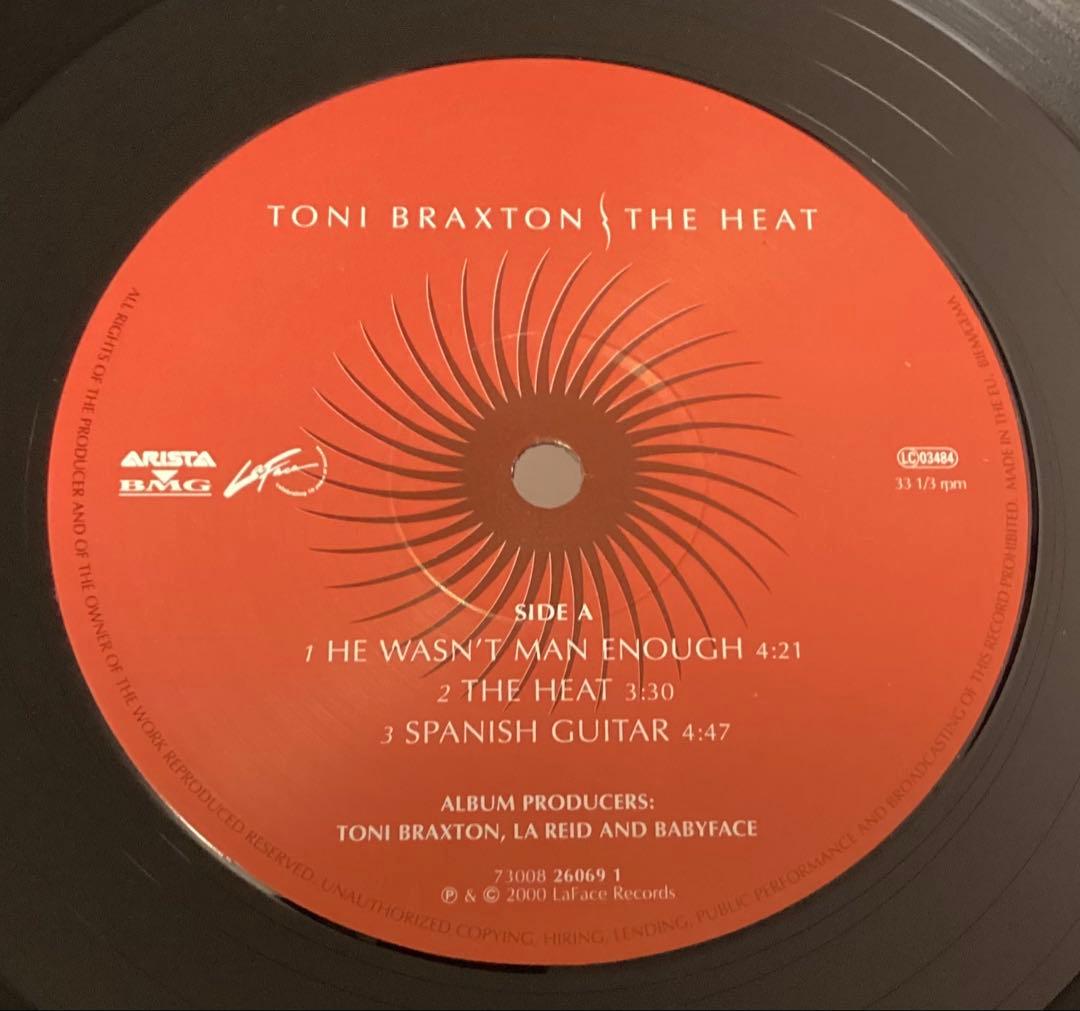 TONI BRAXTON } THE HEAT
ARISTA
BMG
LaFace
LC 03484
33 1/3 rpm
SIDE A
1 HE WASN'T MAN ENOUGH 4:21
2 THE HEAT 3:30
3 SPANISH GUITAR 4:47
ALBUM PRODUCERS:
TONI BRAXTON, LA REID AND BABYFACE
73008 26069 1
℗ & © 2000 LaFace Records
ALL RIGHTS OF THE PRODUCER AND OF THE OWNER OF THE WORK REPRODUCED RESERVED. UNAUTHORIZED COPYING, HIRING, LENDING, PUBLIC PERFORMANCE AND BROADCASTING OF THIS RECORD PROHIBITED. MADE IN THE EU. BIEM/GEMA